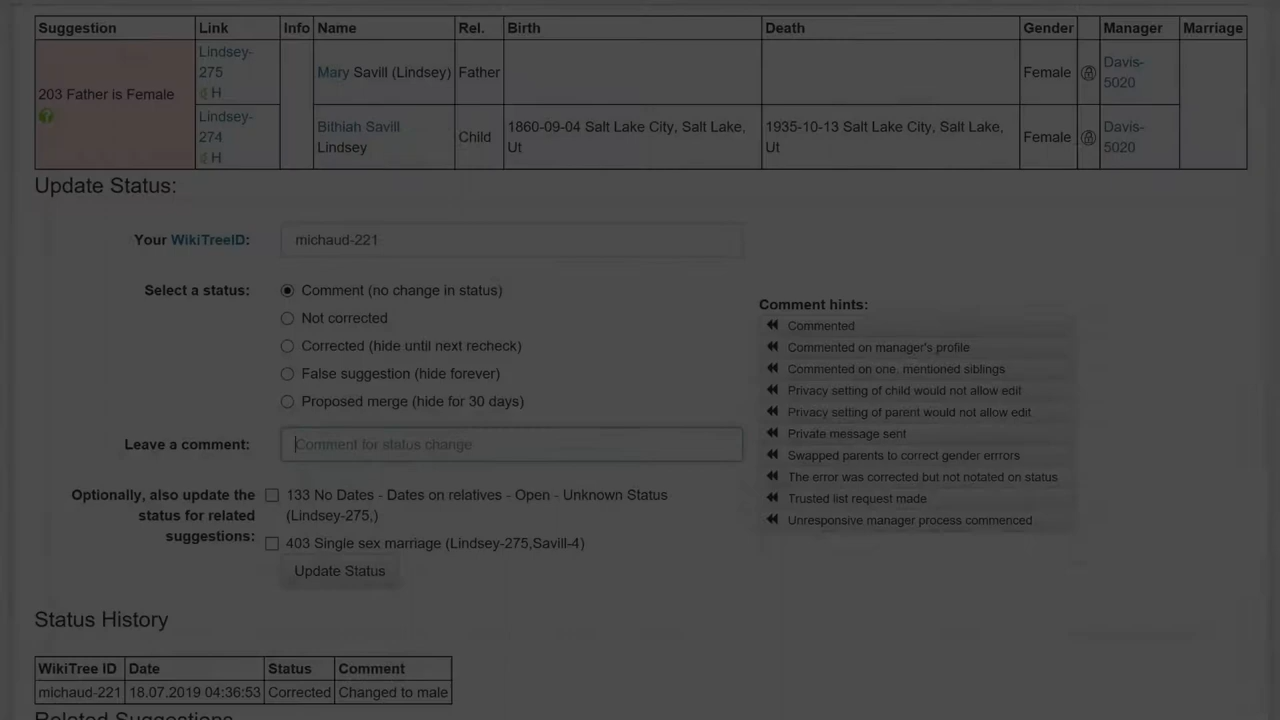 Suggestion Link Info Name Rel. Birth Death Gender Manager Marriage
203 Father is Female
Lindsey-
275
H
Mary Savill (Lindsey) Father Female
Davis-
5020
Lindsey-
274
H
Bithiah Savill
Lindsey
Child
1860-09-04 Salt Lake City, Salt Lake,
Ut
1935-10-13 Salt Lake City, Salt Lake,
Ut
Female
Davis-
5020
Update Status:
Your WikiTreeID: michaud-221
Select a status: Comment (no change in status)
Not corrected
Corrected (hide until next recheck)
False suggestion (hide forever)
Proposed merge (hide for 30 days)
Leave a comment: Comment for status change
Optionally, also update the
status for related
suggestions:
133 No Dates - Dates on relatives - Open - Unknown Status
(Lindsey-275,)
403 Single sex marriage (Lindsey-275,Savill-4)
Update Status
Comment hints:
Commented
Commented on manager's profile
Commented on one, mentioned siblings
Privacy setting of child would not allow edit
Privacy setting of parent would not allow edit
Private message sent
Swapped parents to correct gender errrors
The error was corrected but not notated on status
Trusted list request made
Unresponsive manager process commenced
Status History
WikiTree ID Date Status Comment
michaud-221 18.07.2019 04:36:53 Corrected Changed to male
Related Suggestions